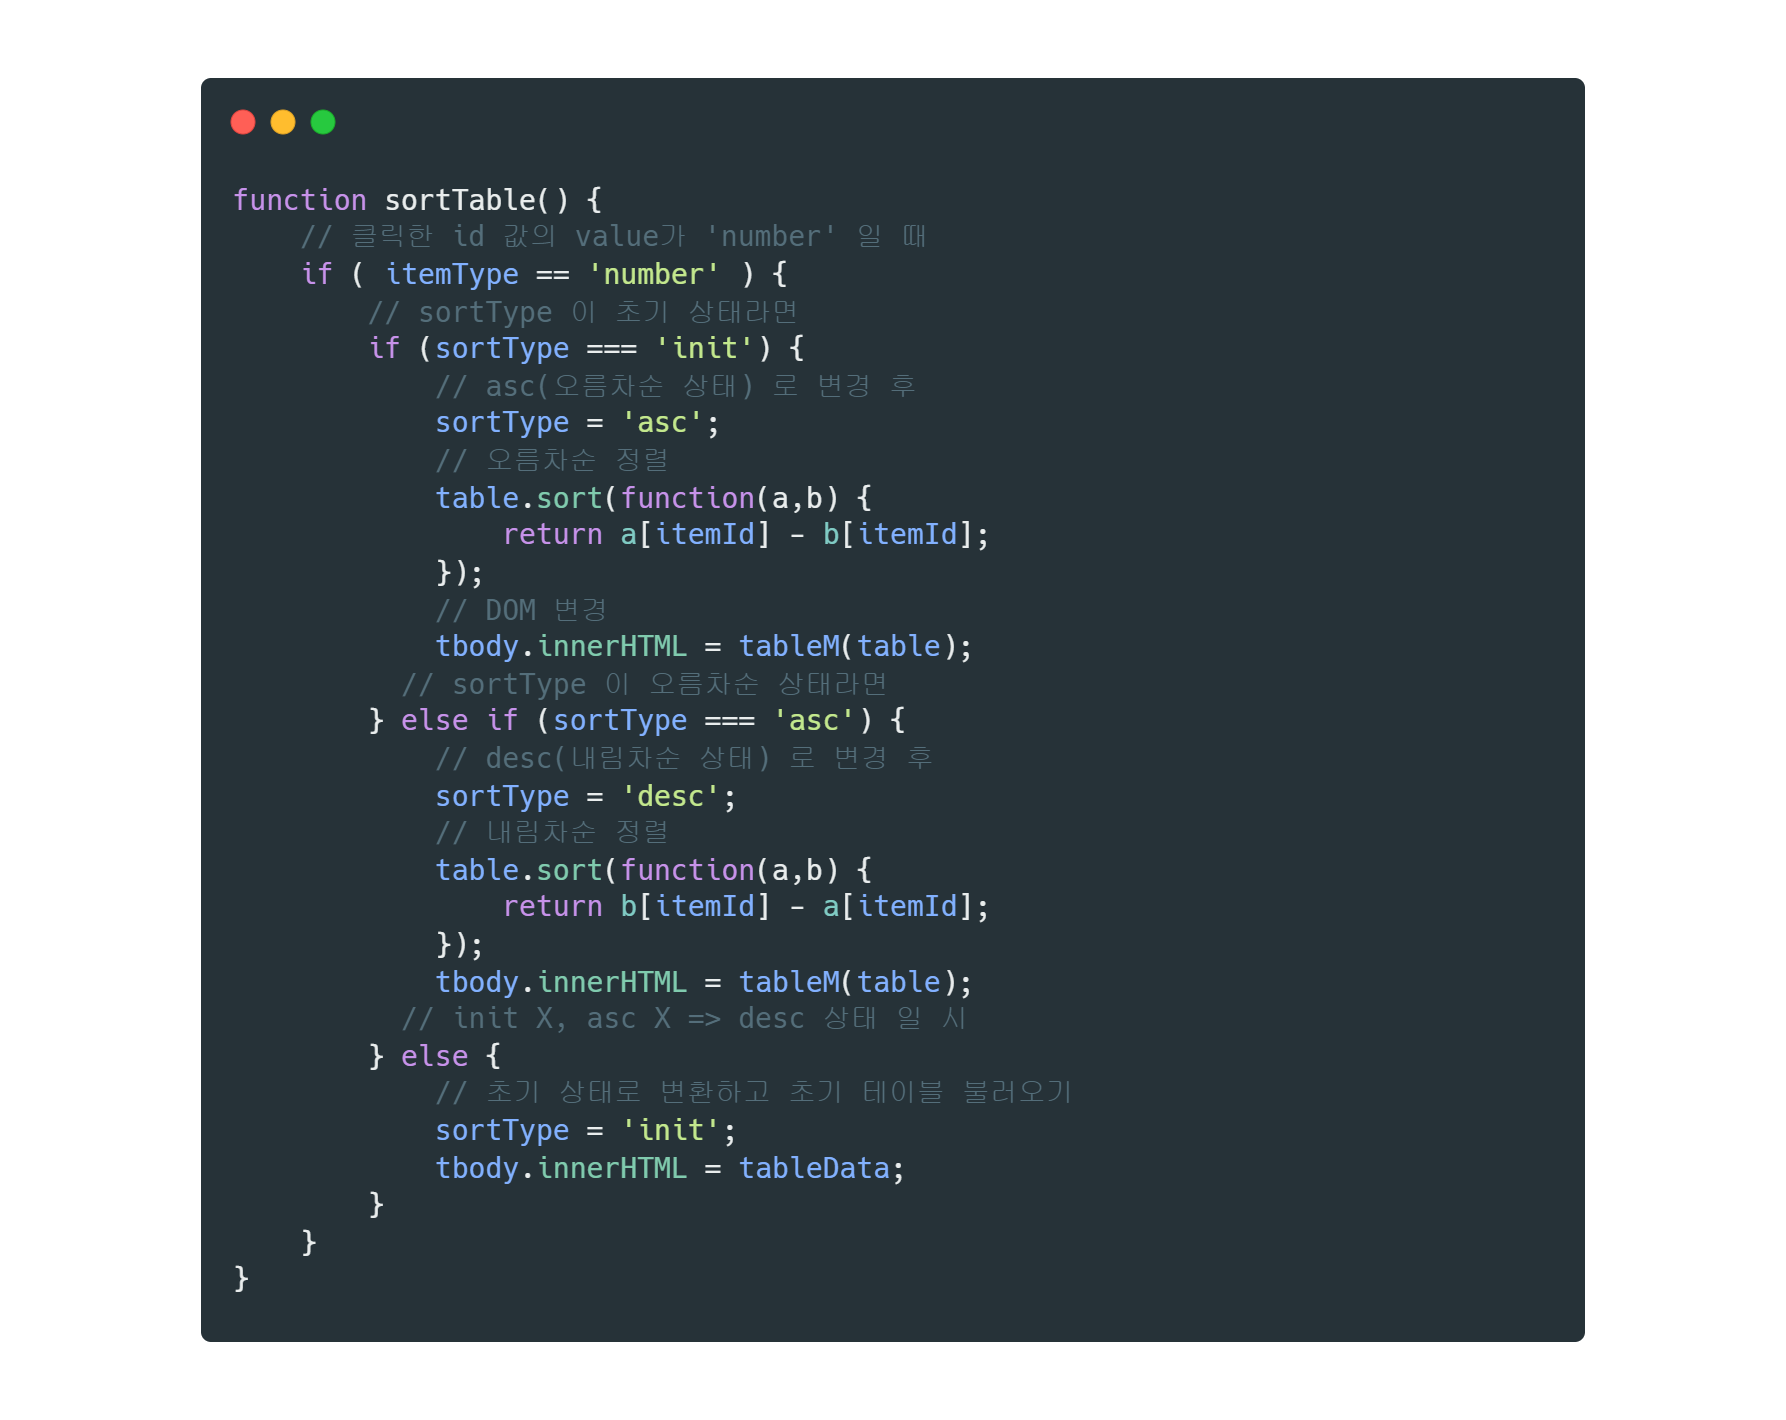 function sortTable() {
    // 클릭한 id 값의 value가 'number' 일 때
    if ( itemType == 'number' ) {
        // sortType 이 초기 상태라면
        if (sortType === 'init') {
            // asc(오름차순 상태) 로 변경 후
            sortType = 'asc';
            // 오름차순 정렬
            table.sort(function(a,b) {
                return a[itemId] - b[itemId];
            });
            // DOM 변경
            tbody.innerHTML = tableM(table);
          // sortType 이 오름차순 상태라면
        } else if (sortType === 'asc') {
            // desc(내림차순 상태) 로 변경 후
            sortType = 'desc';
            // 내림차순 정렬
            table.sort(function(a,b) {
                return b[itemId] - a[itemId];
            });
            tbody.innerHTML = tableM(table);
          // init X, asc X => desc 상태 일 시
        } else {
            // 초기 상태로 변환하고 초기 테이블 불러오기
            sortType = 'init';
            tbody.innerHTML = tableData;
        }
    }
}